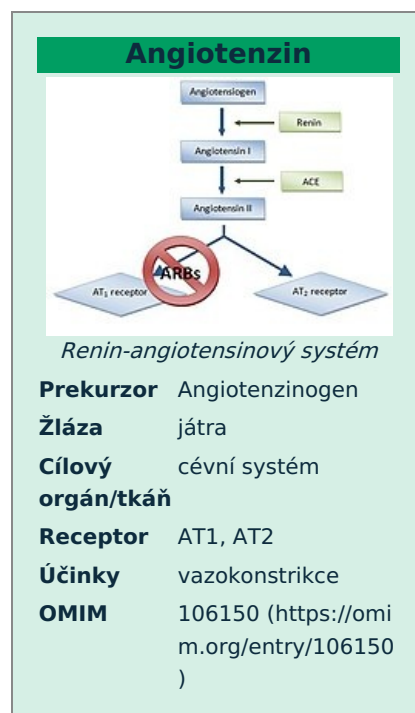 Angiotenzin
Angiotensiogen
Renin
Angiotensin I
ACE
Angiotensin II
ARBs
AT₁ receptor
AT₂ receptor
Renin-angiotensinový systém
Prekurzor Angiotenzinogen
Žláza játra
Cílový cévní systém
orgán/tkáň
Receptor AT1, AT2
Účinky vazokonstrikce
OMIM 106150 (https://omi
m.org/entry/106150
)